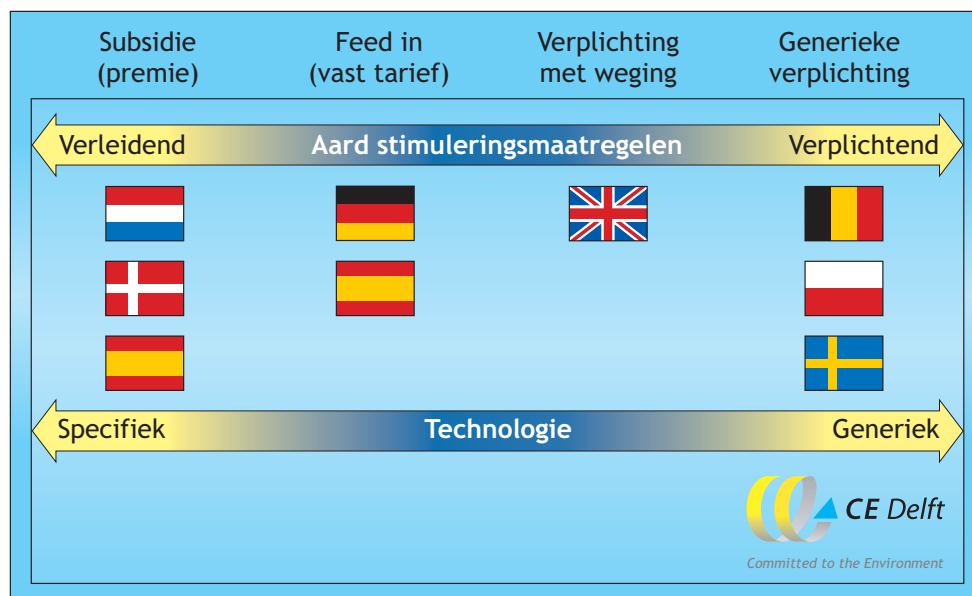 Subsidie
(premie)
Feed in
(vast tarief)
Verplichting
met weging
Generieke
verplichting
Verleidend
Aard stimuleringsmaatregelen
Verplichtend
Specifiek
Technologie
Generiek
CE Delft
Committed to the Environment